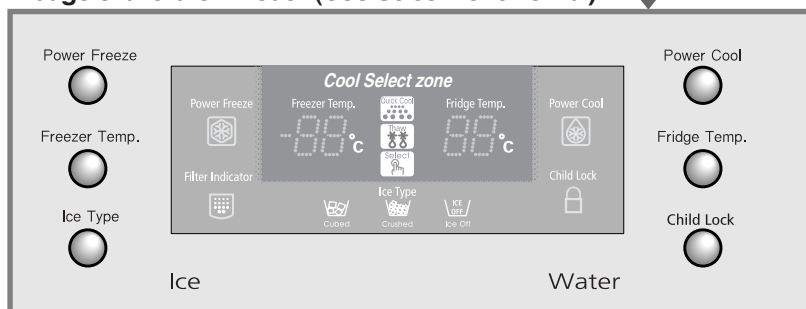 Power Freeze
Freezer Temp.
Ice Type
Cool Select zone
Power Freeze
Freezer Temp.
Quick Cool
Fridge Temp.
Power Cool
-88°c
Thaw
88°c
Select
Filter Indicator
Child Lock
Ice Type
Cubed
Crushed
ICE
OFF
Ice Off
Power Cool
Fridge Temp.
Child Lock
Ice
Water